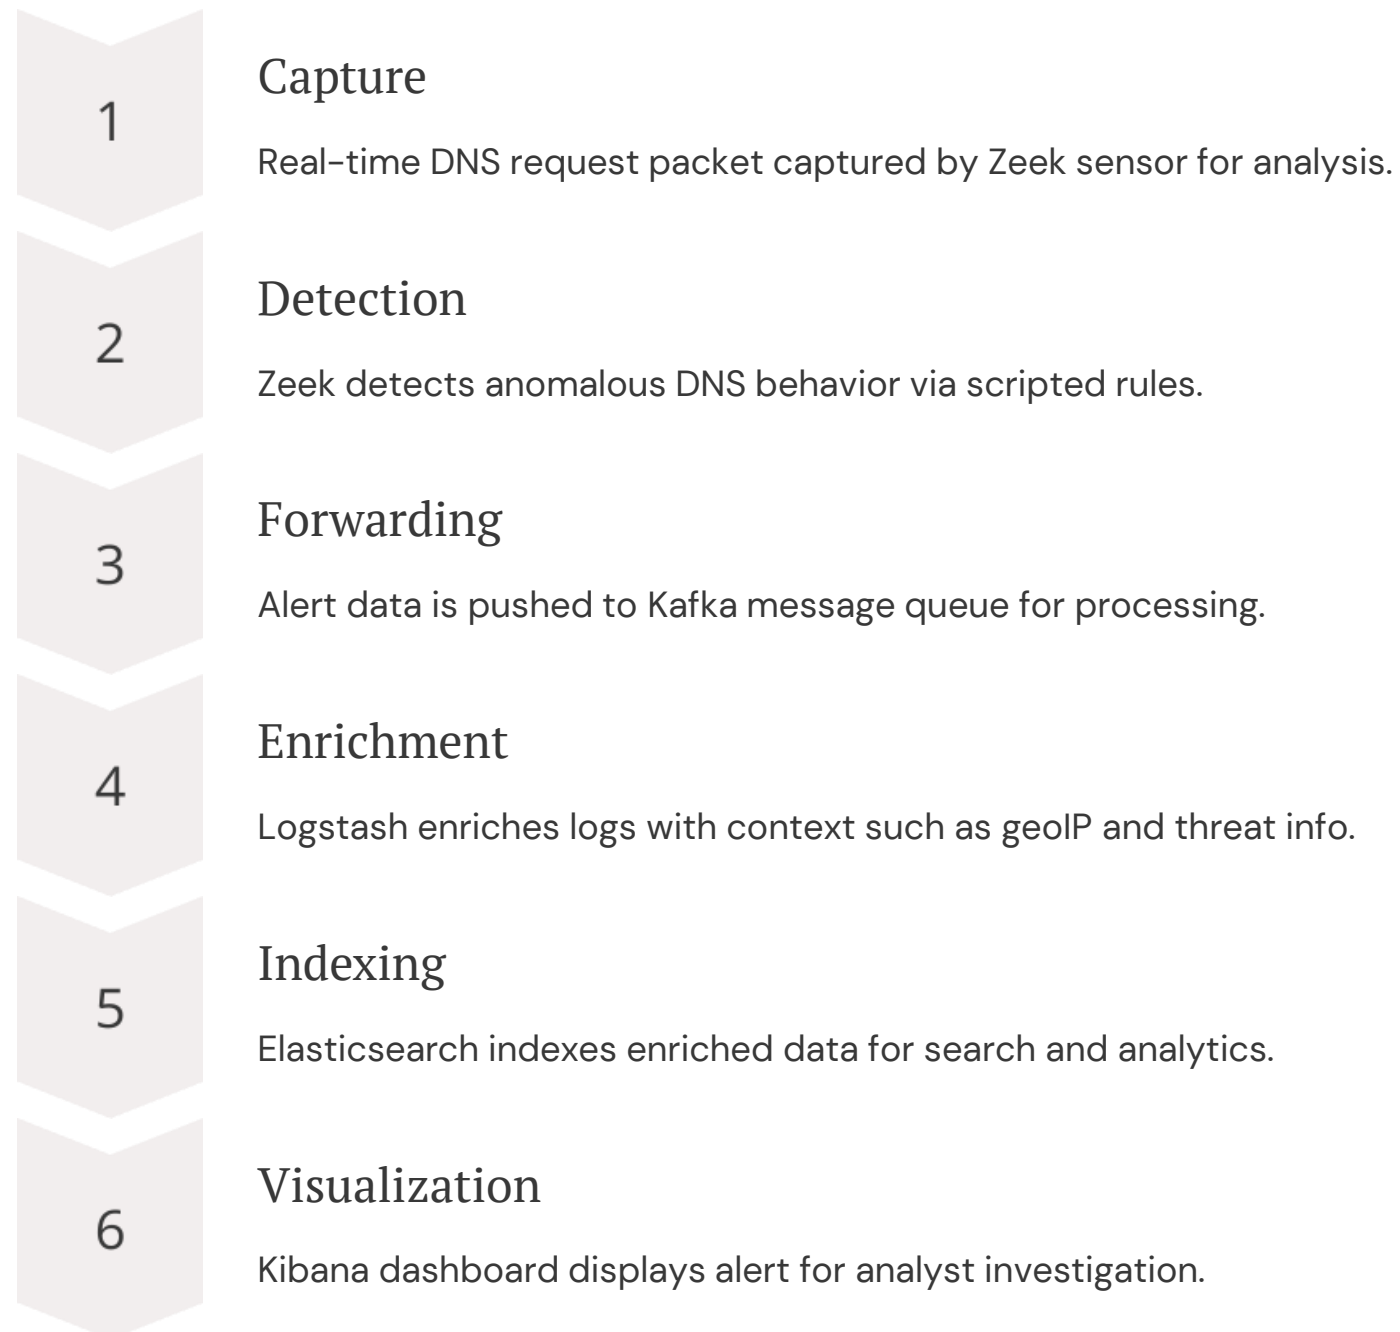 1
Capture
Real-time DNS request packet captured by Zeek sensor for analysis.
2
Detection
Zeek detects anomalous DNS behavior via scripted rules.
3
Forwarding
Alert data is pushed to Kafka message queue for processing.
4
Enrichment
Logstash enriches logs with context such as geoIP and threat info.
5
Indexing
Elasticsearch indexes enriched data for search and analytics.
6
Visualization
Kibana dashboard displays alert for analyst investigation.